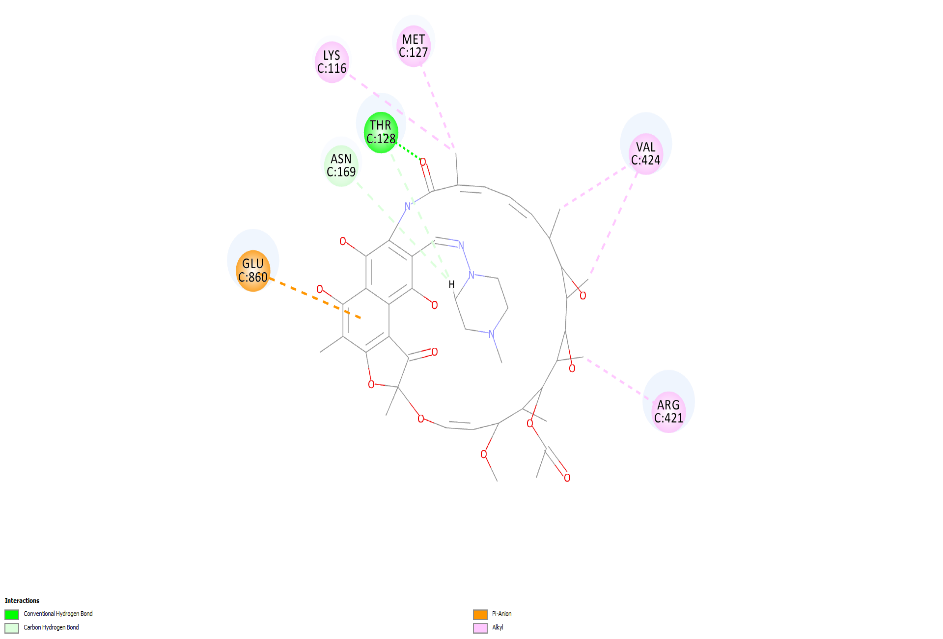 MET
C:127
LYS
C:116
THR
C:128
VAL
C:424
ASN
C:169
O
N
O
N
GLU
C:860
N
H
O
O
O
N
O
O
O
O
ARG
C:421
O
O
O
O
Interactions
Conventional Hydrogen Bond
Carbon Hydrogen Bond
Pi-Anion
Alkyl